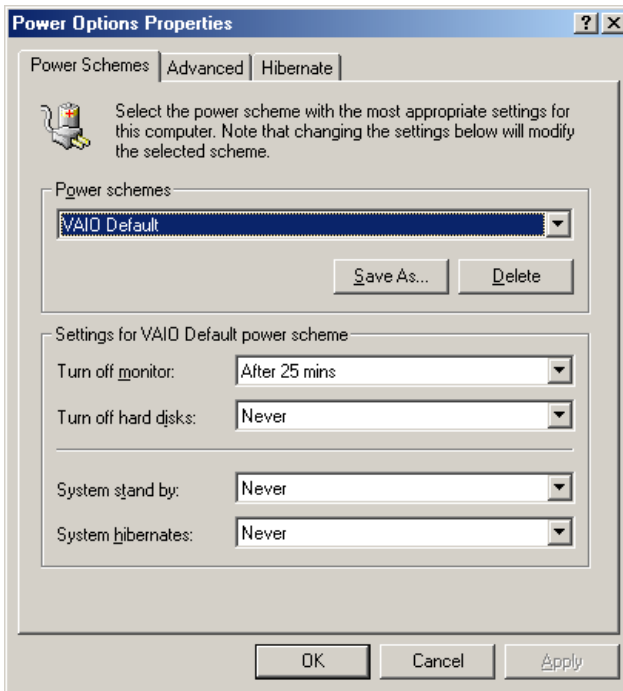 Power Options Properties
Power Schemes Advanced Hibernate
Select the power scheme with the most appropriate settings for
this computer. Note that changing the settings below will modify
the selected scheme.
Power schemes
VAIO Default
Save As... Delete
Settings for VAIO Default power scheme
Turn off monitor: After 25 mins
Turn off hard disks: Never
System stand by: Never
System hibernates: Never
OK Cancel Apply